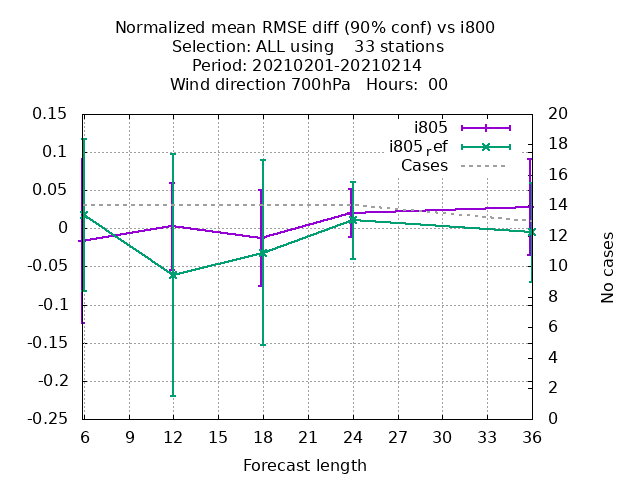 Normalized mean RMSE diff (90% conf) vs i800
Selection: ALL using    33 stations
Period: 20210201-20210214
Wind direction 700hPa   Hours:  00
i805
i805ref
Cases
0.15
0.1
0.05
0
-0.05
-0.1
-0.15
-0.2
-0.25
20
18
16
14
12
10
8
6
4
2
0
No cases
6 9 12 15 18 21 24 27 30 33 36
Forecast length